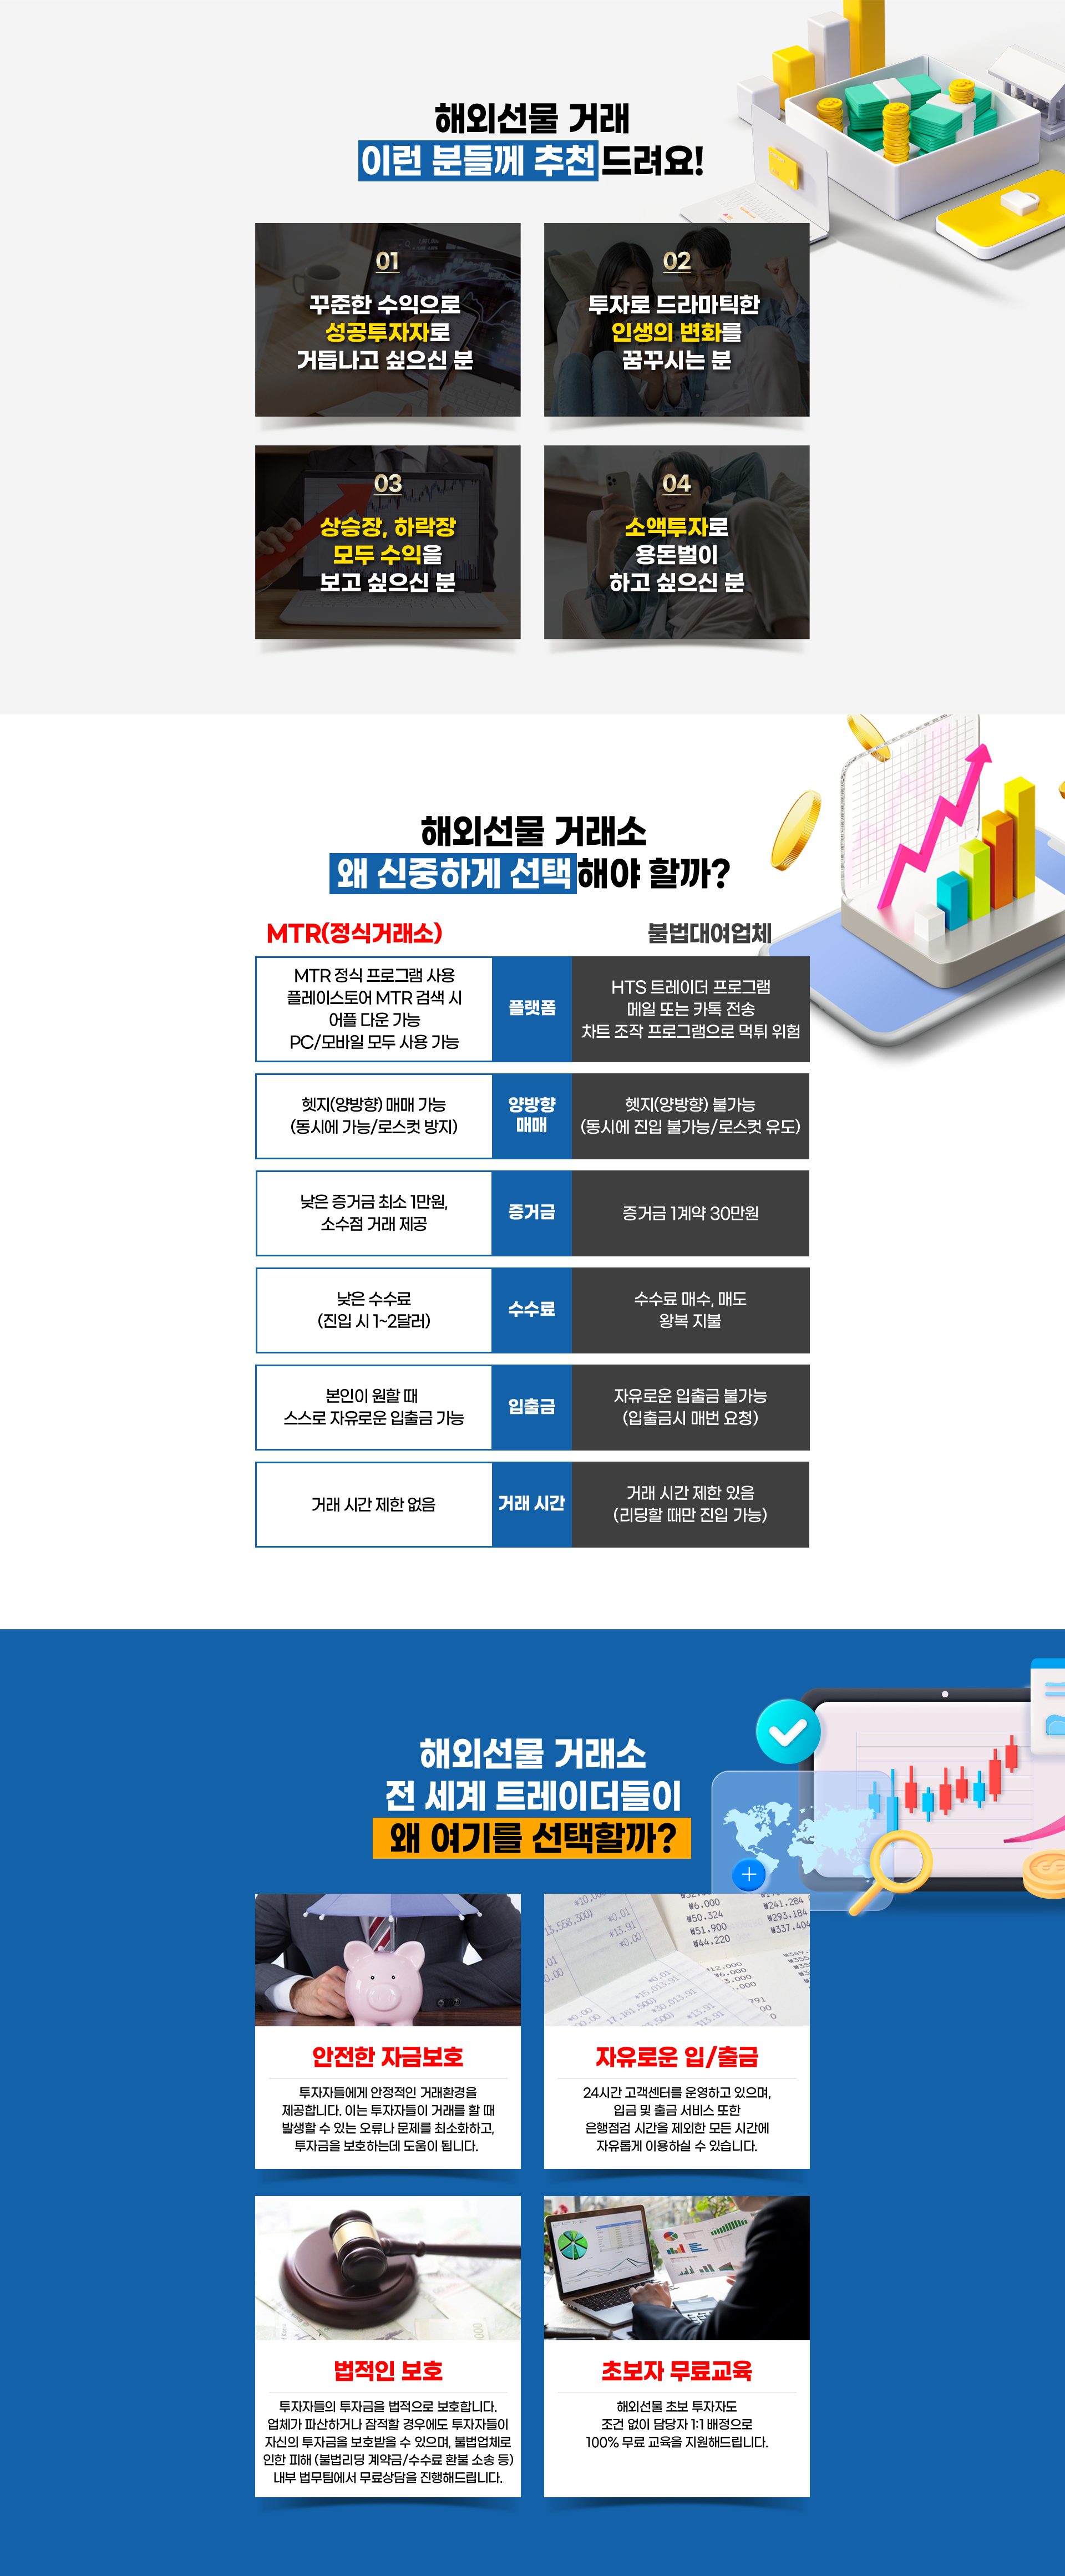 해외선물 거래
이런 분들께 추천드려요!
01
꾸준한 수익으로
성공투자자로
거듭나고 싶으신 분
02
투자로 드라마틱한
인생의 변화를
꿈꾸시는 분
03
상승장, 하락장
모두 수익을
보고 싶으신 분
04
소액투자로
용돈벌이
하고 싶으신 분
해외선물 거래소
왜 신중하게 선택해야 할까?
MTR(정식거래소)
불법대여업체
MTR 정식 프로그램 사용
플레이스토어 MTR 검색 시
어플 다운 가능
PC/모바일 모두 사용 가능
플랫폼
HTS 트레이더 프로그램
메일 또는 카톡 전송
차트 조작 프로그램으로 먹튀 위험
헷지(양방향) 매매 가능
(동시에 가능/로스컷 방지)
양방향
매매
헷지(양방향) 불가능
(동시에 진입 불가능/로스컷 유도)
낮은 증거금 최소 1만원,
소수점 거래 제공
증거금
증거금 1계약 30만원
낮은 수수료
(진입 시 1~2달러)
수수료
수수료 매수, 매도
왕복 지불
본인이 원할 때
스스로 자유로운 입출금 가능
입출금
자유로운 입출금 불가능
(입출금시 매번 요청)
거래 시간 제한 없음
거래 시간
거래 시간 제한 있음
(리딩할 때만 진입 가능)
해외선물 거래소
전 세계 트레이더들이
왜 여기를 선택할까?
안전한 자금보호
투자자들에게 안정적인 거래환경을
제공합니다. 이는 투자자들이 거래를 할 때
발생할 수 있는 오류나 문제를 최소화하고,
투자금을 보호하는데 도움이 됩니다.
¥6.000
¥50.324
¥51.900
¥44.220
¥241.284
¥293.184
¥337.404
자유로운 입/출금
24시간 고객센터를 운영하고 있으며,
입금 및 출금 서비스 또한
은행점검 시간을 제외한 모든 시간에
자유롭게 이용하실 수 있습니다.
법적인 보호
투자자들의 투자금을 법적으로 보호합니다.
업체가 파산하거나 잠적할 경우에도 투자자들이
자신의 투자금을 보호받을 수 있으며, 불법업체로
인한 피해 (불법리딩 계약금/수수료 환불 소송 등)
내부 법무팀에서 무료상담을 진행해드립니다.
초보자 무료교육
해외선물 초보 투자자도
조건 없이 담당자 1:1 배정으로
100% 무료 교육을 지원해드립니다.